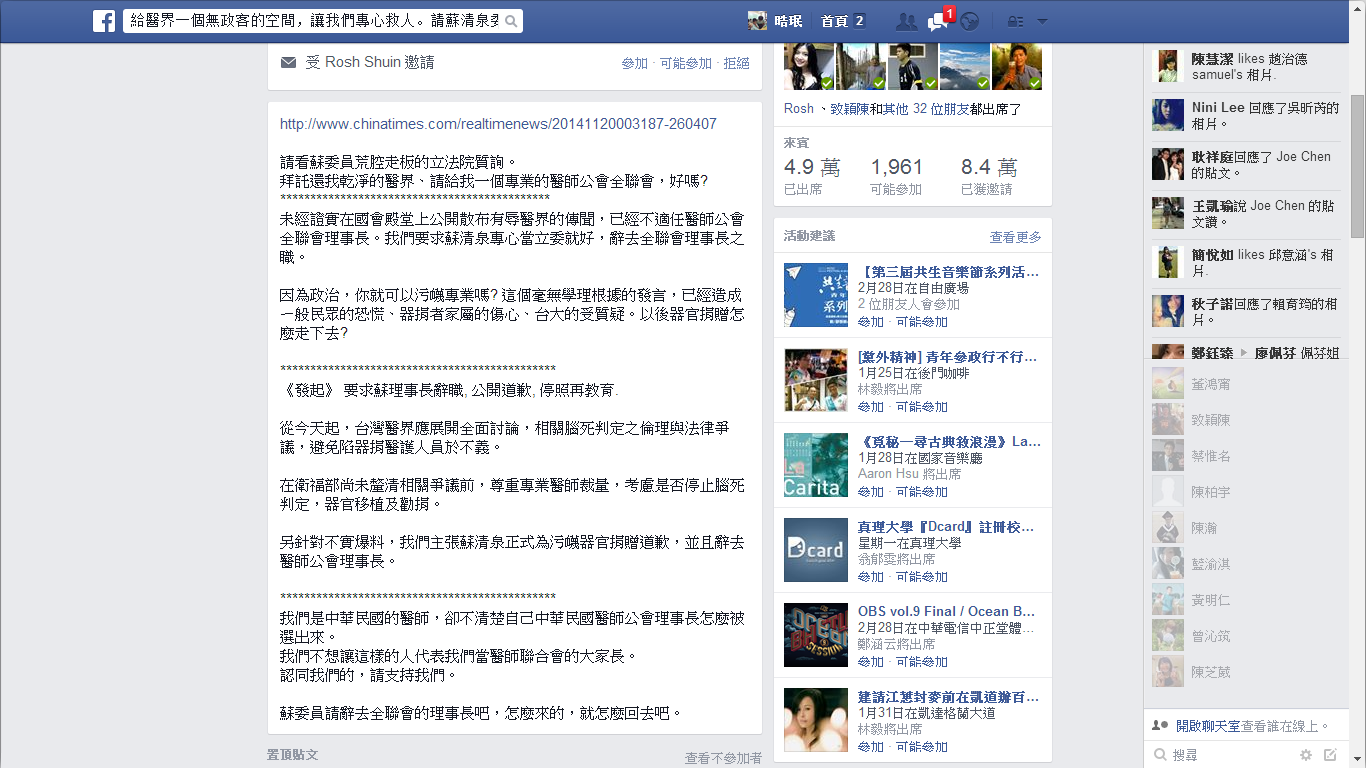 給醫界一個無政客的空間，讓我們專心救人。請蘇清泉委
皓珉 首頁 2
1
受 Rosh Shuin 邀請
參加 · 可能參加 · 拒絕
http://www.chinatimes.com/realtimenews/20141120003187-260407
請看蘇委員荒腔走板的立法院質詢。
拜託還我乾淨的醫界、請給我一個專業的醫師公會全聯會，好嗎?
*********************************************
未經證實在國會殿堂上公開散布有辱醫界的傳聞，已經不適任醫師公會
全聯會理事長。我們要求蘇清泉專心當立委就好，辭去全聯會理事長之
職。
因為政治，你就可以污衊專業嗎? 這個毫無學理根據的發言，已經造成
一般民眾的恐慌、器捐者家屬的傷心、台大的受質疑。以後器官捐贈怎
麼走下去?
**********************************************
《發起》 要求蘇理事長辭職, 公開道歉, 停照再教育.
從今天起，台灣醫界應展開全面討論，相關腦死判定之倫理與法律爭
議，避免陷器捐醫護人員於不義。
在衛福部尚未釐清相關爭議前，尊重專業醫師裁量，考慮是否停止腦死
判定，器官移植及勸捐。
另針對不實爆料，我們主張蘇清泉正式為污衊器官捐贈道歉，並且辭去
醫師公會理事長。
**********************************************
我們是中華民國的醫師，卻不清楚自己中華民國醫師公會理事長怎麼被
選出來。
我們不想讓這樣的人代表我們當醫師聯合會的大家長。
認同我們的，請支持我們。
蘇委員請辭去全聯會的理事長吧，怎麼來的，就怎麼回去吧。
置頂貼文
查看不參加者
Rosh 、致穎陳和其他 32 位朋友都出席了
來賓
4.9 萬 1,961 8.4 萬
已出席 可能參加 已獲邀請
活動建議 查看更多
【第三屆共生音樂節系列活...
2月28日在自由廣場
2 位朋友人會參加
參加 · 可能參加
[黨外精神] 青年參政行不行...
1月25日在後門咖啡
林毅將出席
參加 · 可能參加
《覓秘一尋古典敘浪漫》La...
1月28日在國家音樂廳
Aaron Hsu 將出席
參加 · 可能參加
La
Carita
真理大學『Dcard』註冊校...
星期一在真理大學
翁郁雯將出席
參加 · 可能參加
Dcard
OBS vol.9 Final / Ocean B...
2月28日在中華電信中正堂體...
鄭涵云將出席
參加 · 可能參加
建請江蕙封麥前在凱道辦百...
1月31日在凱達格蘭大道
林毅將出席
參加 · 可能參加
陳慧潔 likes 趙治德
samuel's 相片.
Nini Lee 回應了吳昕芮的
相片。
耿祥庭回應了 Joe Chen
的貼文。
王凱瑜說 Joe Chen 的貼
文讚。
簡悅如 likes 邱意涵's 相
片.
秋子諾回應了賴育筠的相
片。
鄭鈺臻 廖佩芬 佩芬姐
董鴻甯
致穎陳
蔡惟名
陳柏宇
陳瀚
藍渝淇
黃明仁
曾沁筑
陳芝葳
開啟聊天室查看誰在線上。
搜尋